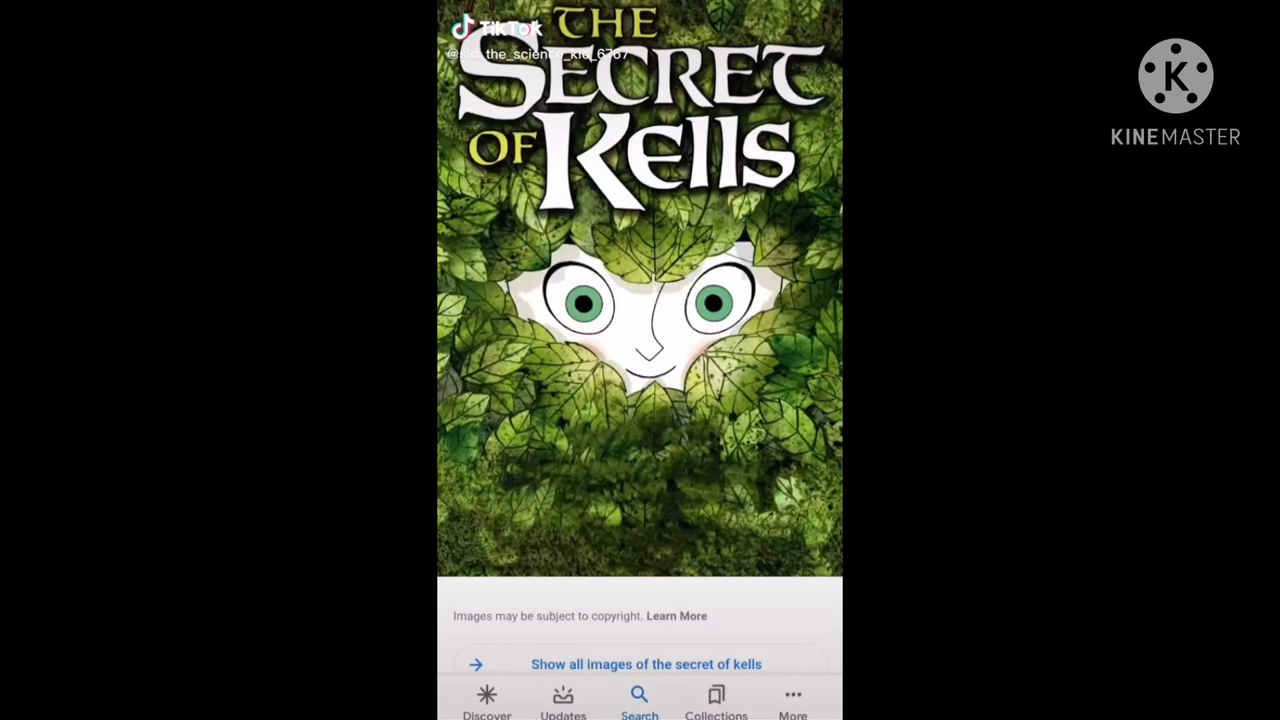 TikTok
THE
SECRET
OF Kells
KINEMASTER
Images may be subject to copyright. Learn More
Show all images of the secret of kells
Discover Updates Search Collections More